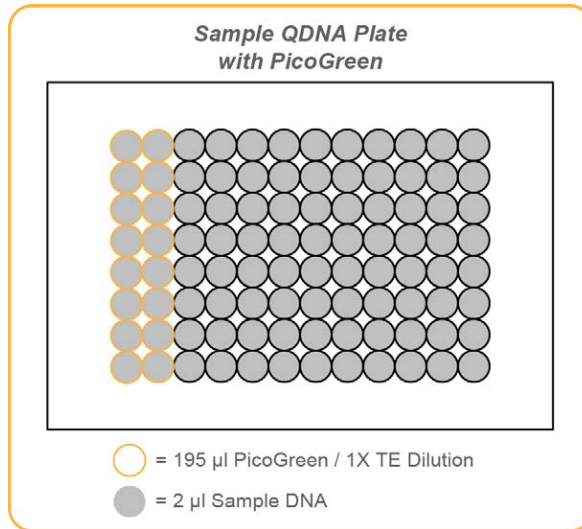 Sample QDNA Plate
with PicoGreen
= 195 µl PicoGreen / 1X TE Dilution
= 2 µl Sample DNA